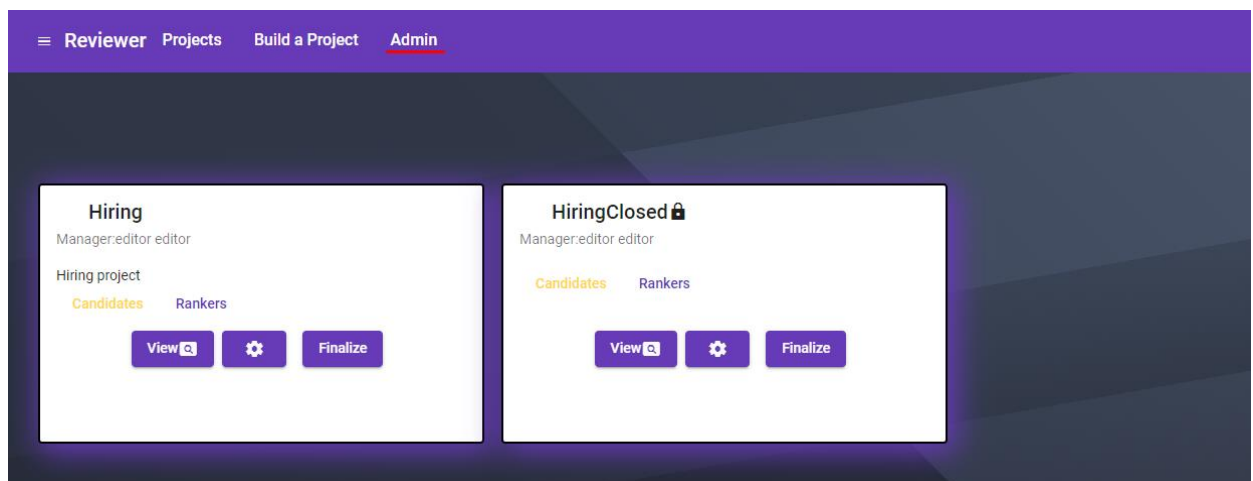 Reviewer Projects Build a Project Admin
Hiring
Manager:editor editor
Hiring project
Candidates Rankers
View Finalize
HiringClosed
Manager:editor editor
Candidates Rankers
View Finalize